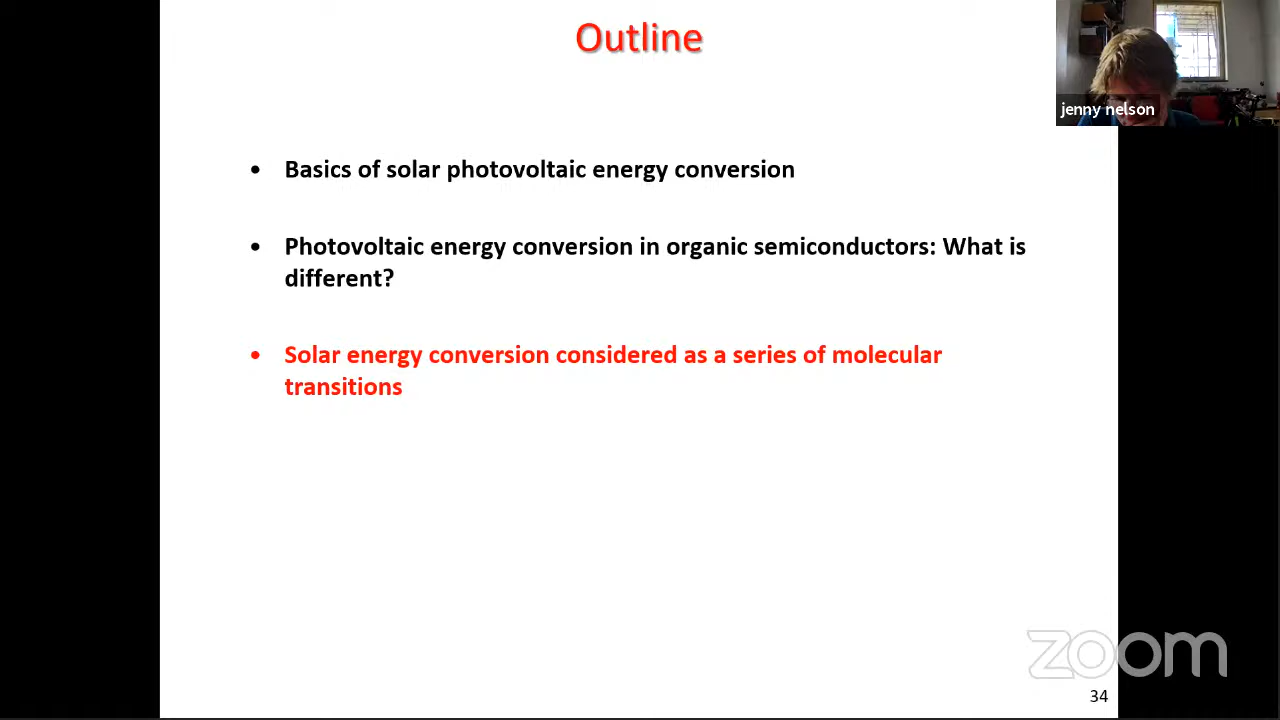 Outline
jenny nelson
• Basics of solar photovoltaic energy conversion
• Photovoltaic energy conversion in organic semiconductors: What is
different?
• Solar energy conversion considered as a series of molecular
transitions
zoom
34